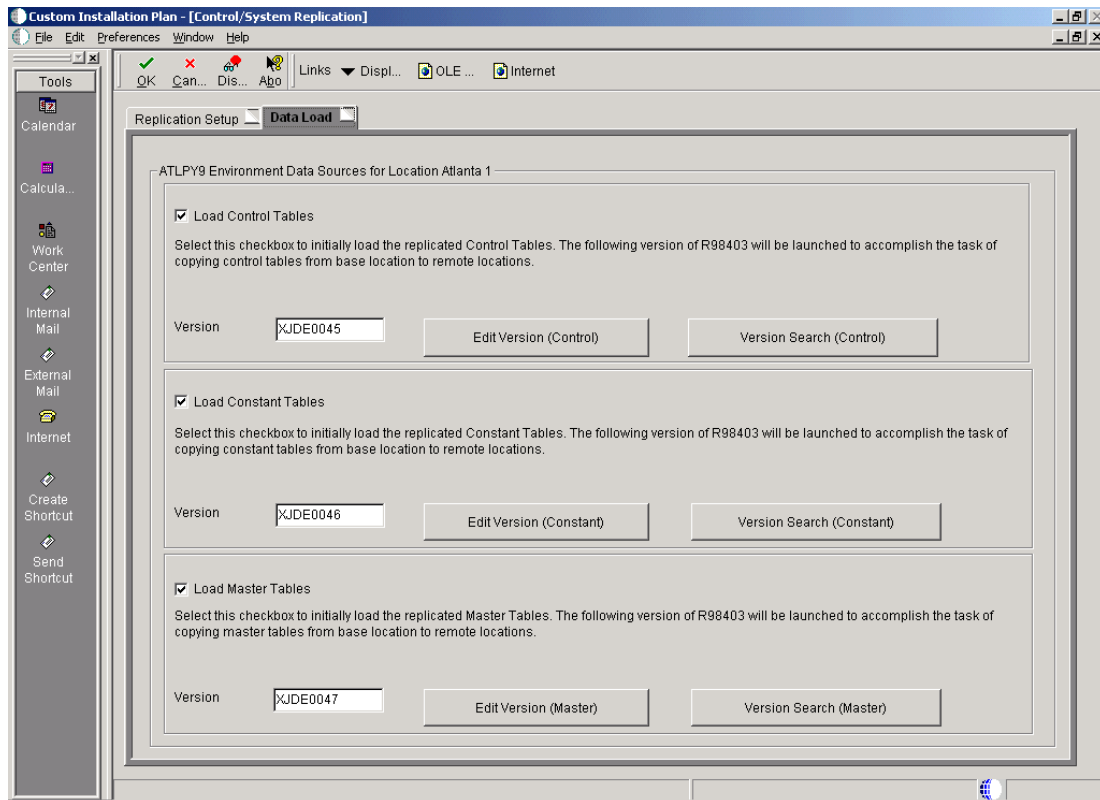 Custom Installation Plan - [Control/System Replication]
File Edit Preferences Window Help
Tools
Calendar
Calcula...
Work
Center
Internal
Mail
External
Mail
Internet
Create
Shortcut
Send
Shortcut
OK Can... Dis... Abo Links Displ... OLE ... Internet
Replication Setup Data Load
ATLPY9 Environment Data Sources for Location Atlanta 1
Load Control Tables
Select this checkbox to initially load the replicated Control Tables. The following version of R98403 will be launched to accomplish the task of
copying control tables from base location to remote locations.
Version XJDE0045 Edit Version (Control) Version Search (Control)
Load Constant Tables
Select this checkbox to initially load the replicated Constant Tables. The following version of R98403 will be launched to accomplish the task of
copying constant tables from base location to remote locations.
Version XJDE0046 Edit Version (Constant) Version Search (Constant)
Load Master Tables
Select this checkbox to initially load the replicated Master Tables. The following version of R98403 will be launched to accomplish the task of
copying master tables from base location to remote locations.
Version XJDE0047 Edit Version (Master) Version Search (Master)